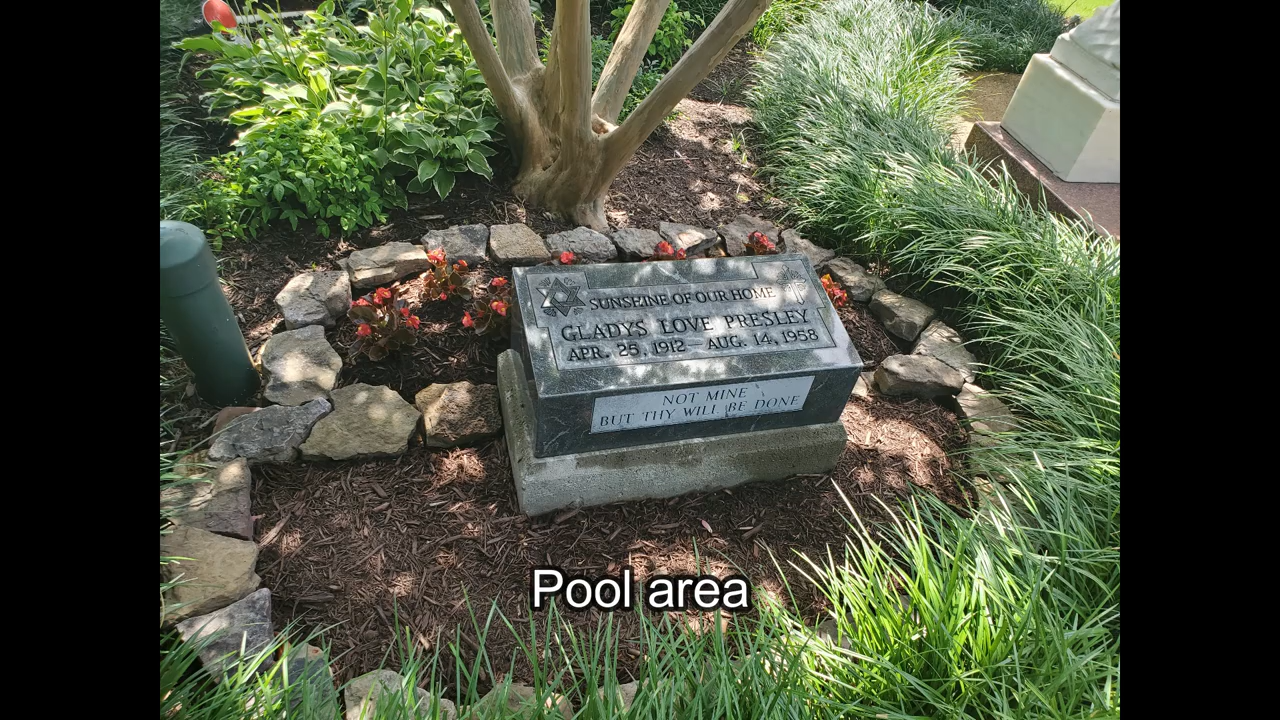 SUNSHINE OF OUR HOME
GLADYS LOVE PRESLEY
APR. 25, 1912 — AUG. 14, 1958
NOT MINE
BUT THY WILL BE DONE
Pool area